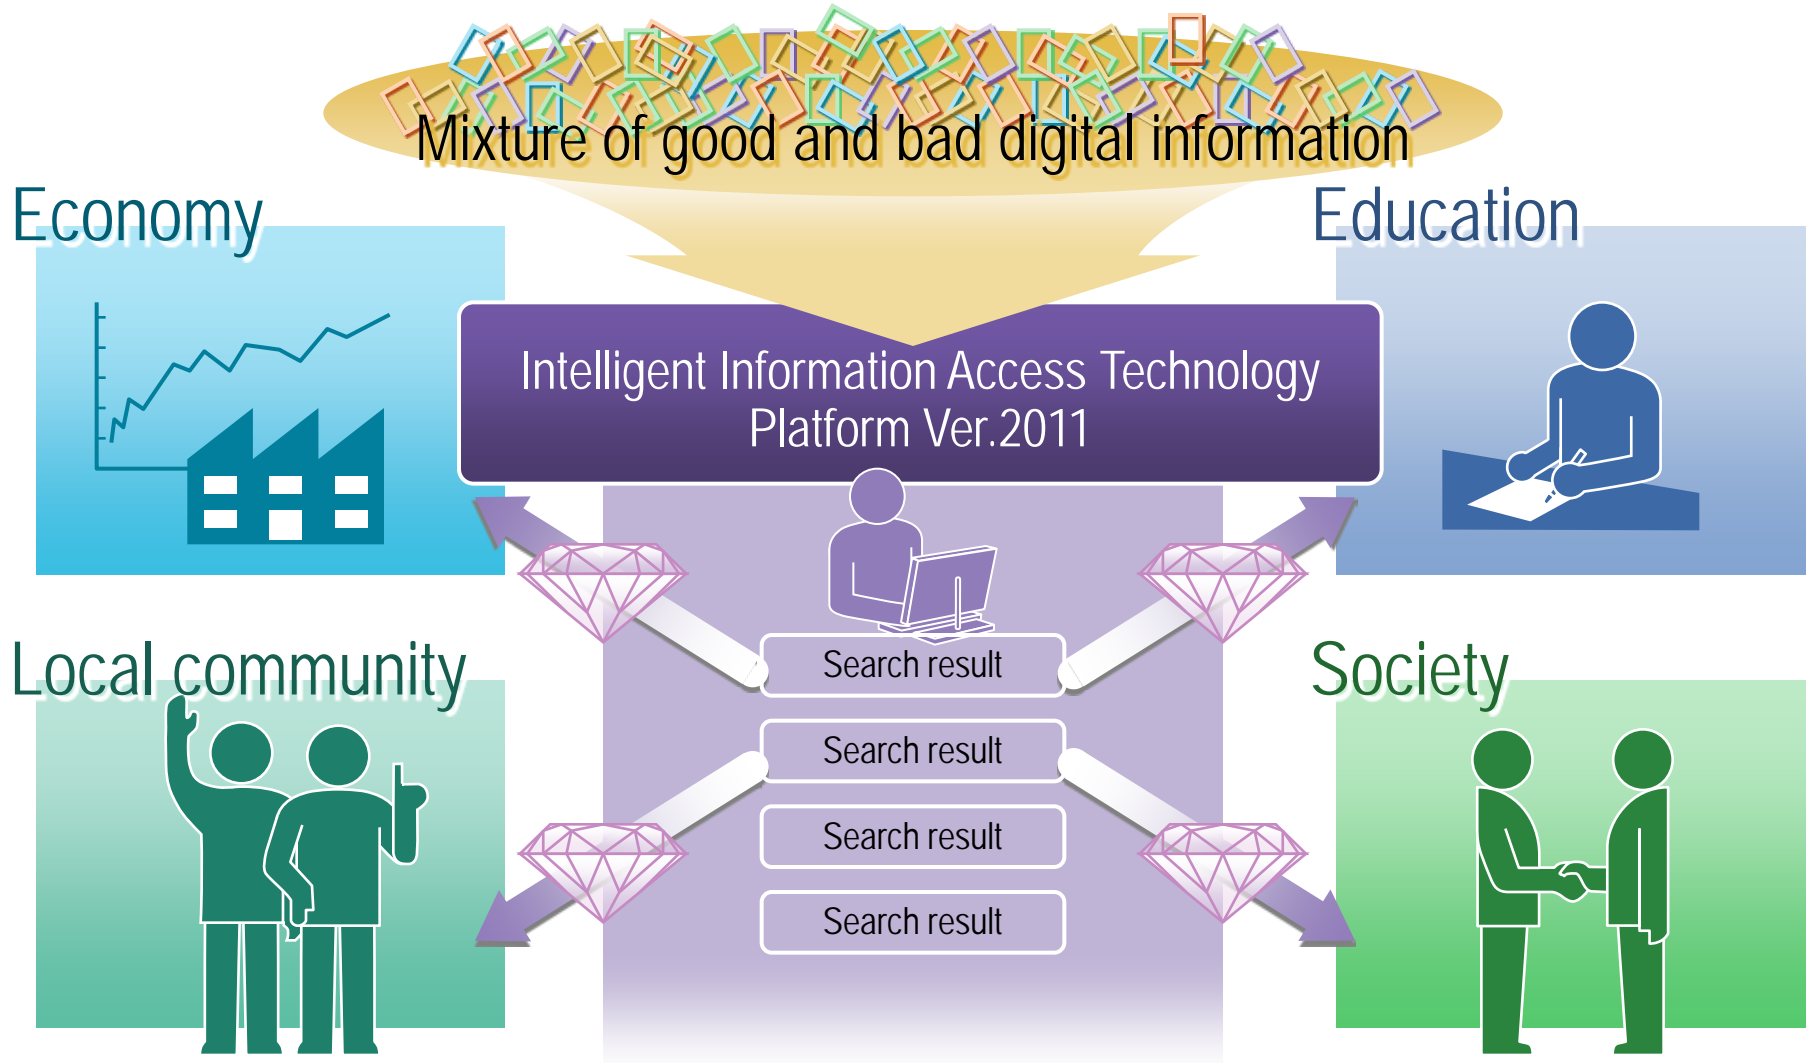 Mixture of good and bad digital information
Economy
Education
Intelligent Information Access Technology
Platform Ver.2011
Local community
Society
Search result
Search result
Search result
Search result